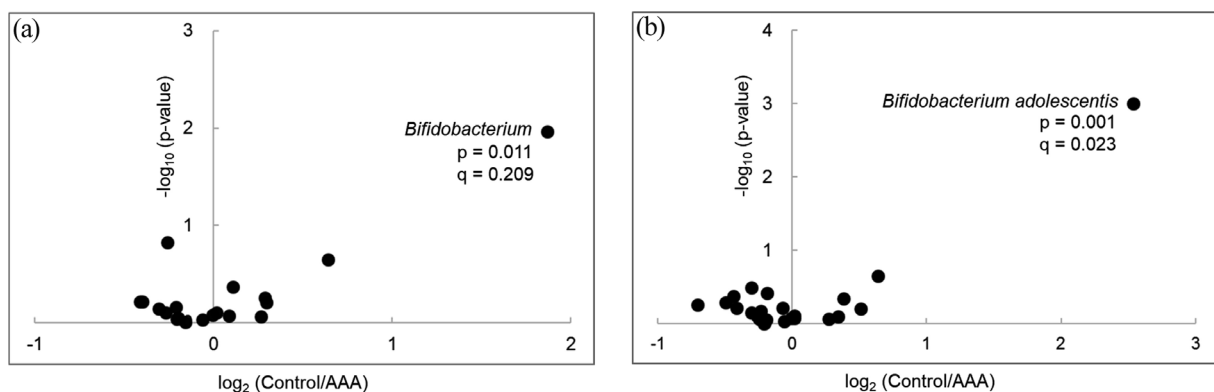 (a)
3
2
1
-log10 (p-value)
Bifidobacterium
p = 0.011
q = 0.209
-1
0
1
2
log2 (Control/AAA)
(b)
4
3
2
1
-log10 (p-value)
Bifidobacterium adolescentis
p = 0.001
q = 0.023
-1
0
1
2
3
log2 (Control/AAA)